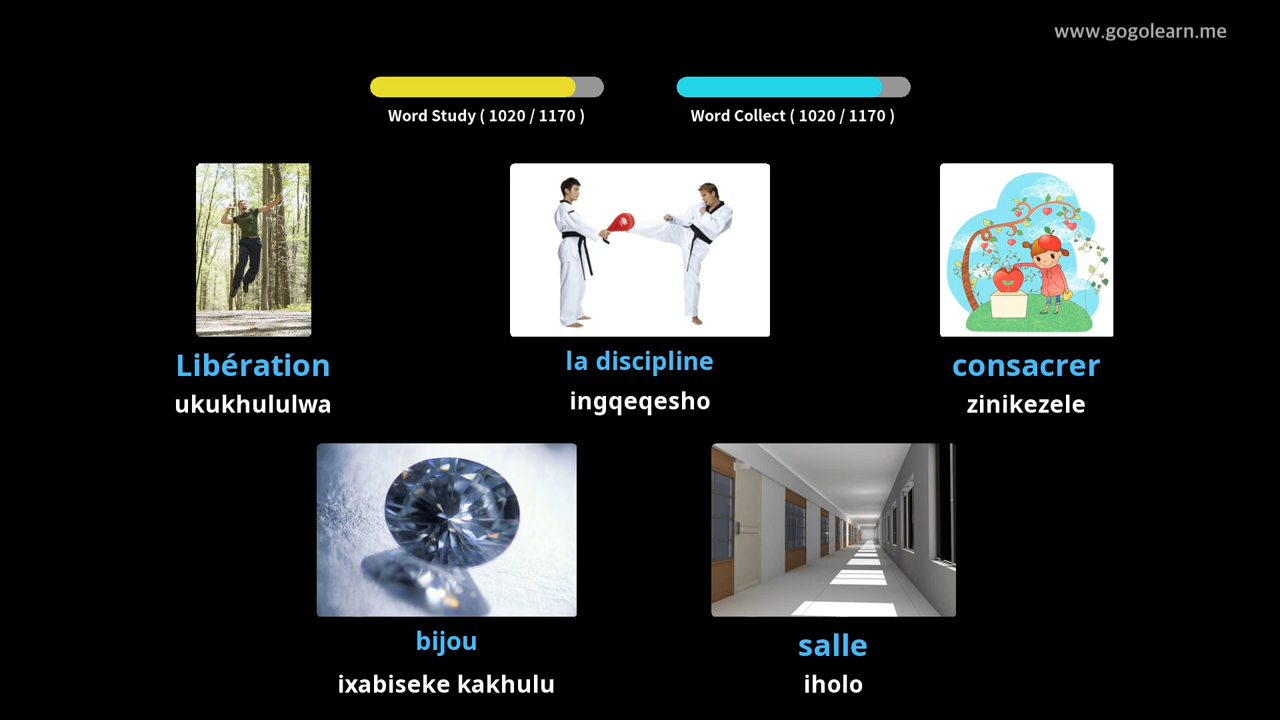 www.gogolearn.me
Word Study ( 1020 / 1170 )
Word Collect ( 1020 / 1170 )
Libération
ukukhululwa
la discipline
ingqeqesho
consacrer
zinikezele
bijou
ixabiseke kakhulu
salle
iholo